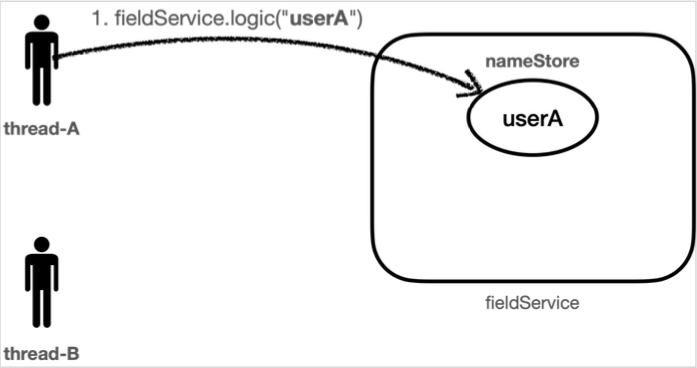 1. fieldService.logic("userA")
nameStore
userA
thread-A
fieldService
thread-B